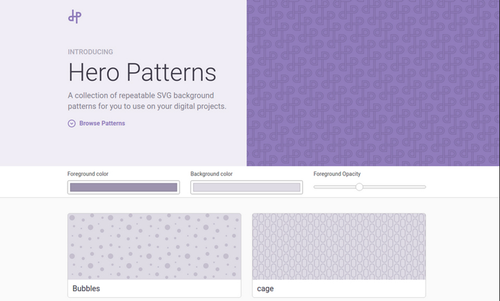 INTRODUCING
Hero Patterns
A collection of repeatable SVG background
patterns for you to use on your digital projects.
Browse Patterns
Foreground color
Background color
Foreground Opacity
Bubbles
cage